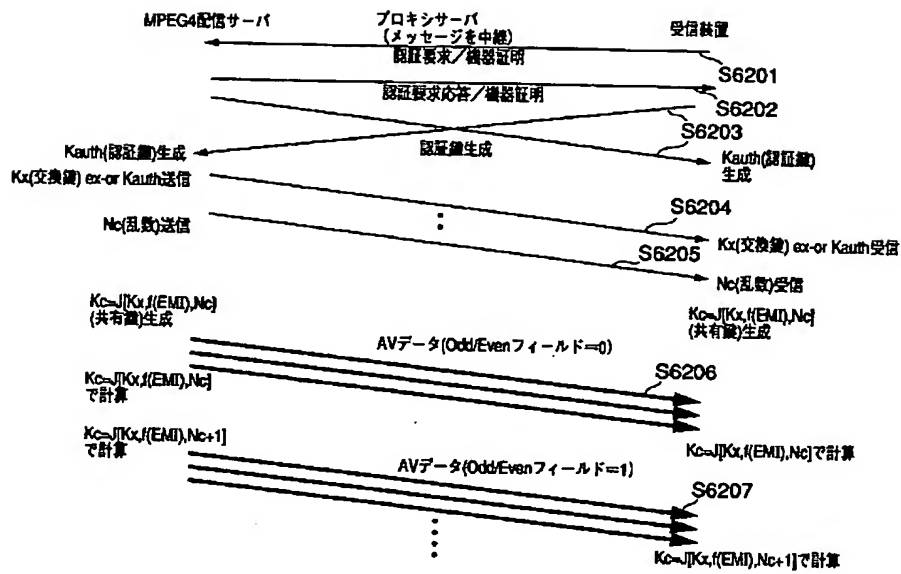 MPEG4配信サーバ
プロキシサーバ
(メッセージを中継)
受信装置
認証要求/機器証明
S6201
認証要求応答/機器証明
S6202
S6203
Kauth(認証鍵)生成
認証鍵生成
Kauth(認証鍵)
生成
Kx(交換鍵) ex-or Kauth送信
S6204
Nc(乱数)送信
Kx(交換鍵) ex-or Kauth受信
S6205
Nc(乱数)受信
Kc=J[Kx,f(EMI),Nc]
(共有鍵)生成
Kc=J[Kx,f(EMI),Nc]
(共有鍵)生成
AVデータ(Odd/Evenフィールド=0)
S6206
Kc=J[Kx,f(EMI),Nc]
で計算
Kc=J[Kx,f(EMI),Nc+1]
で計算
Kc=J[Kx,f(EMI),Nc]で計算
AVデータ(Odd/Evenフィールド=1)
S6207
Kc=J[Kx,f(EMI),Nc+1]で計算